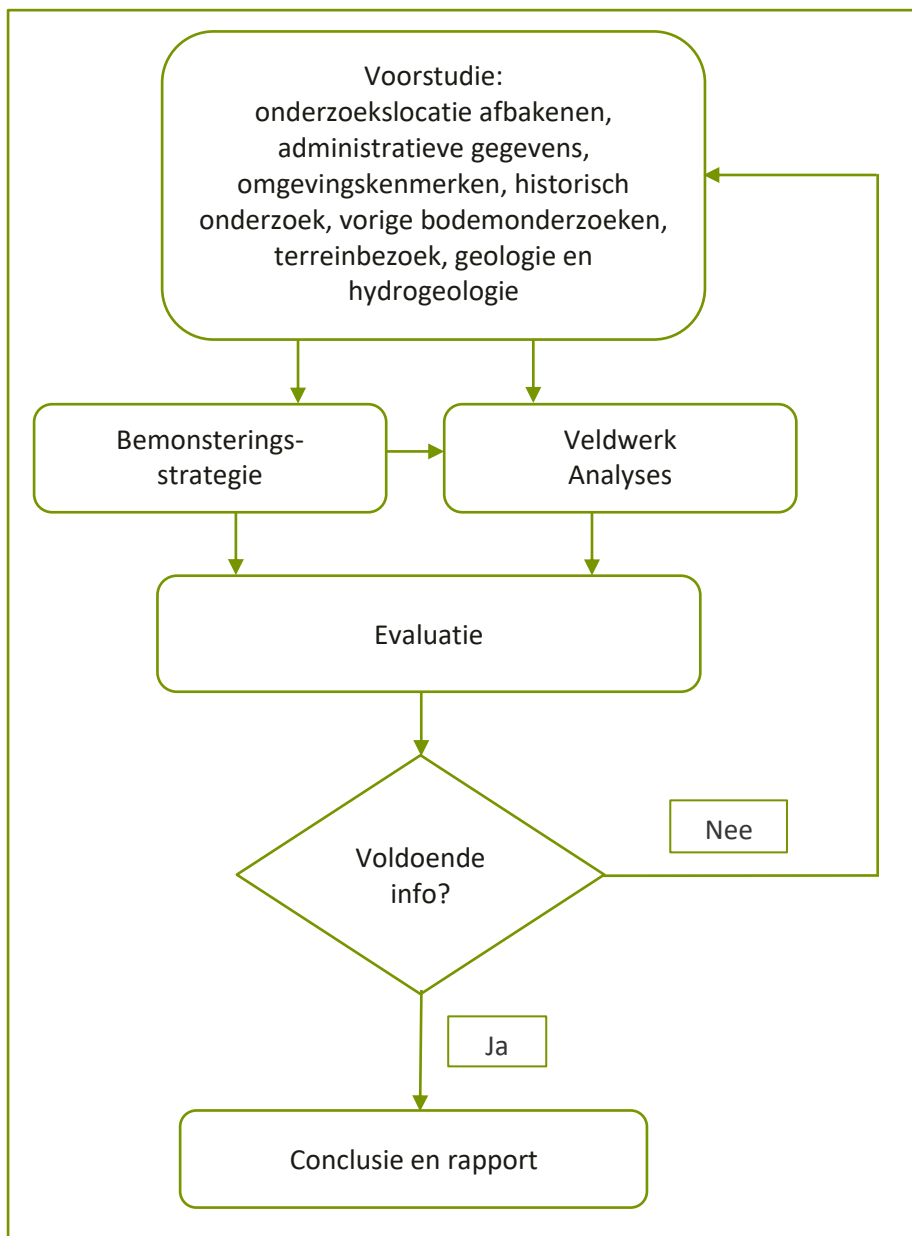 Voorstudie:
onderzoekslocatie afbakenen,
administratieve gegevens,
omgevingskenmerken, historisch
onderzoek, vorige bodemonderzoeken,
terreinbezoek, geologie en
hydrogeologie
Bemonsterings-
strategie
Veldwerk
Analyses
Evaluatie
Voldoende
info?
Nee
Ja
Conclusie en rapport